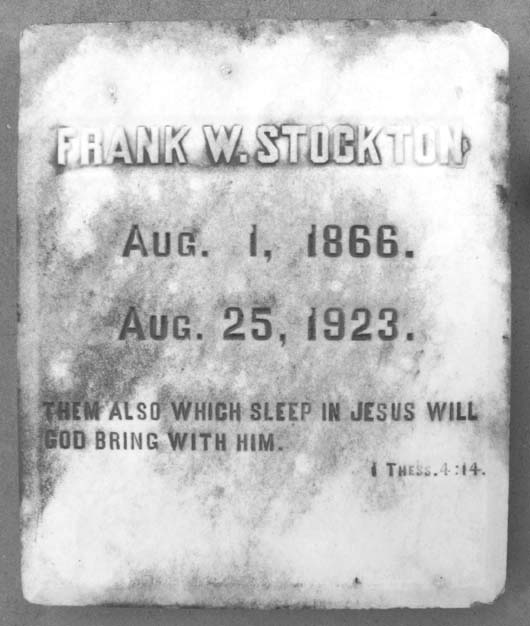 FRANK W. STOCKTON
AUG. 1, 1866.
AUG. 25, 1923.
THEM ALSO WHICH SLEEP IN JESUS WILL
GOD BRING WITH HIM.
I THESS. 4:14.